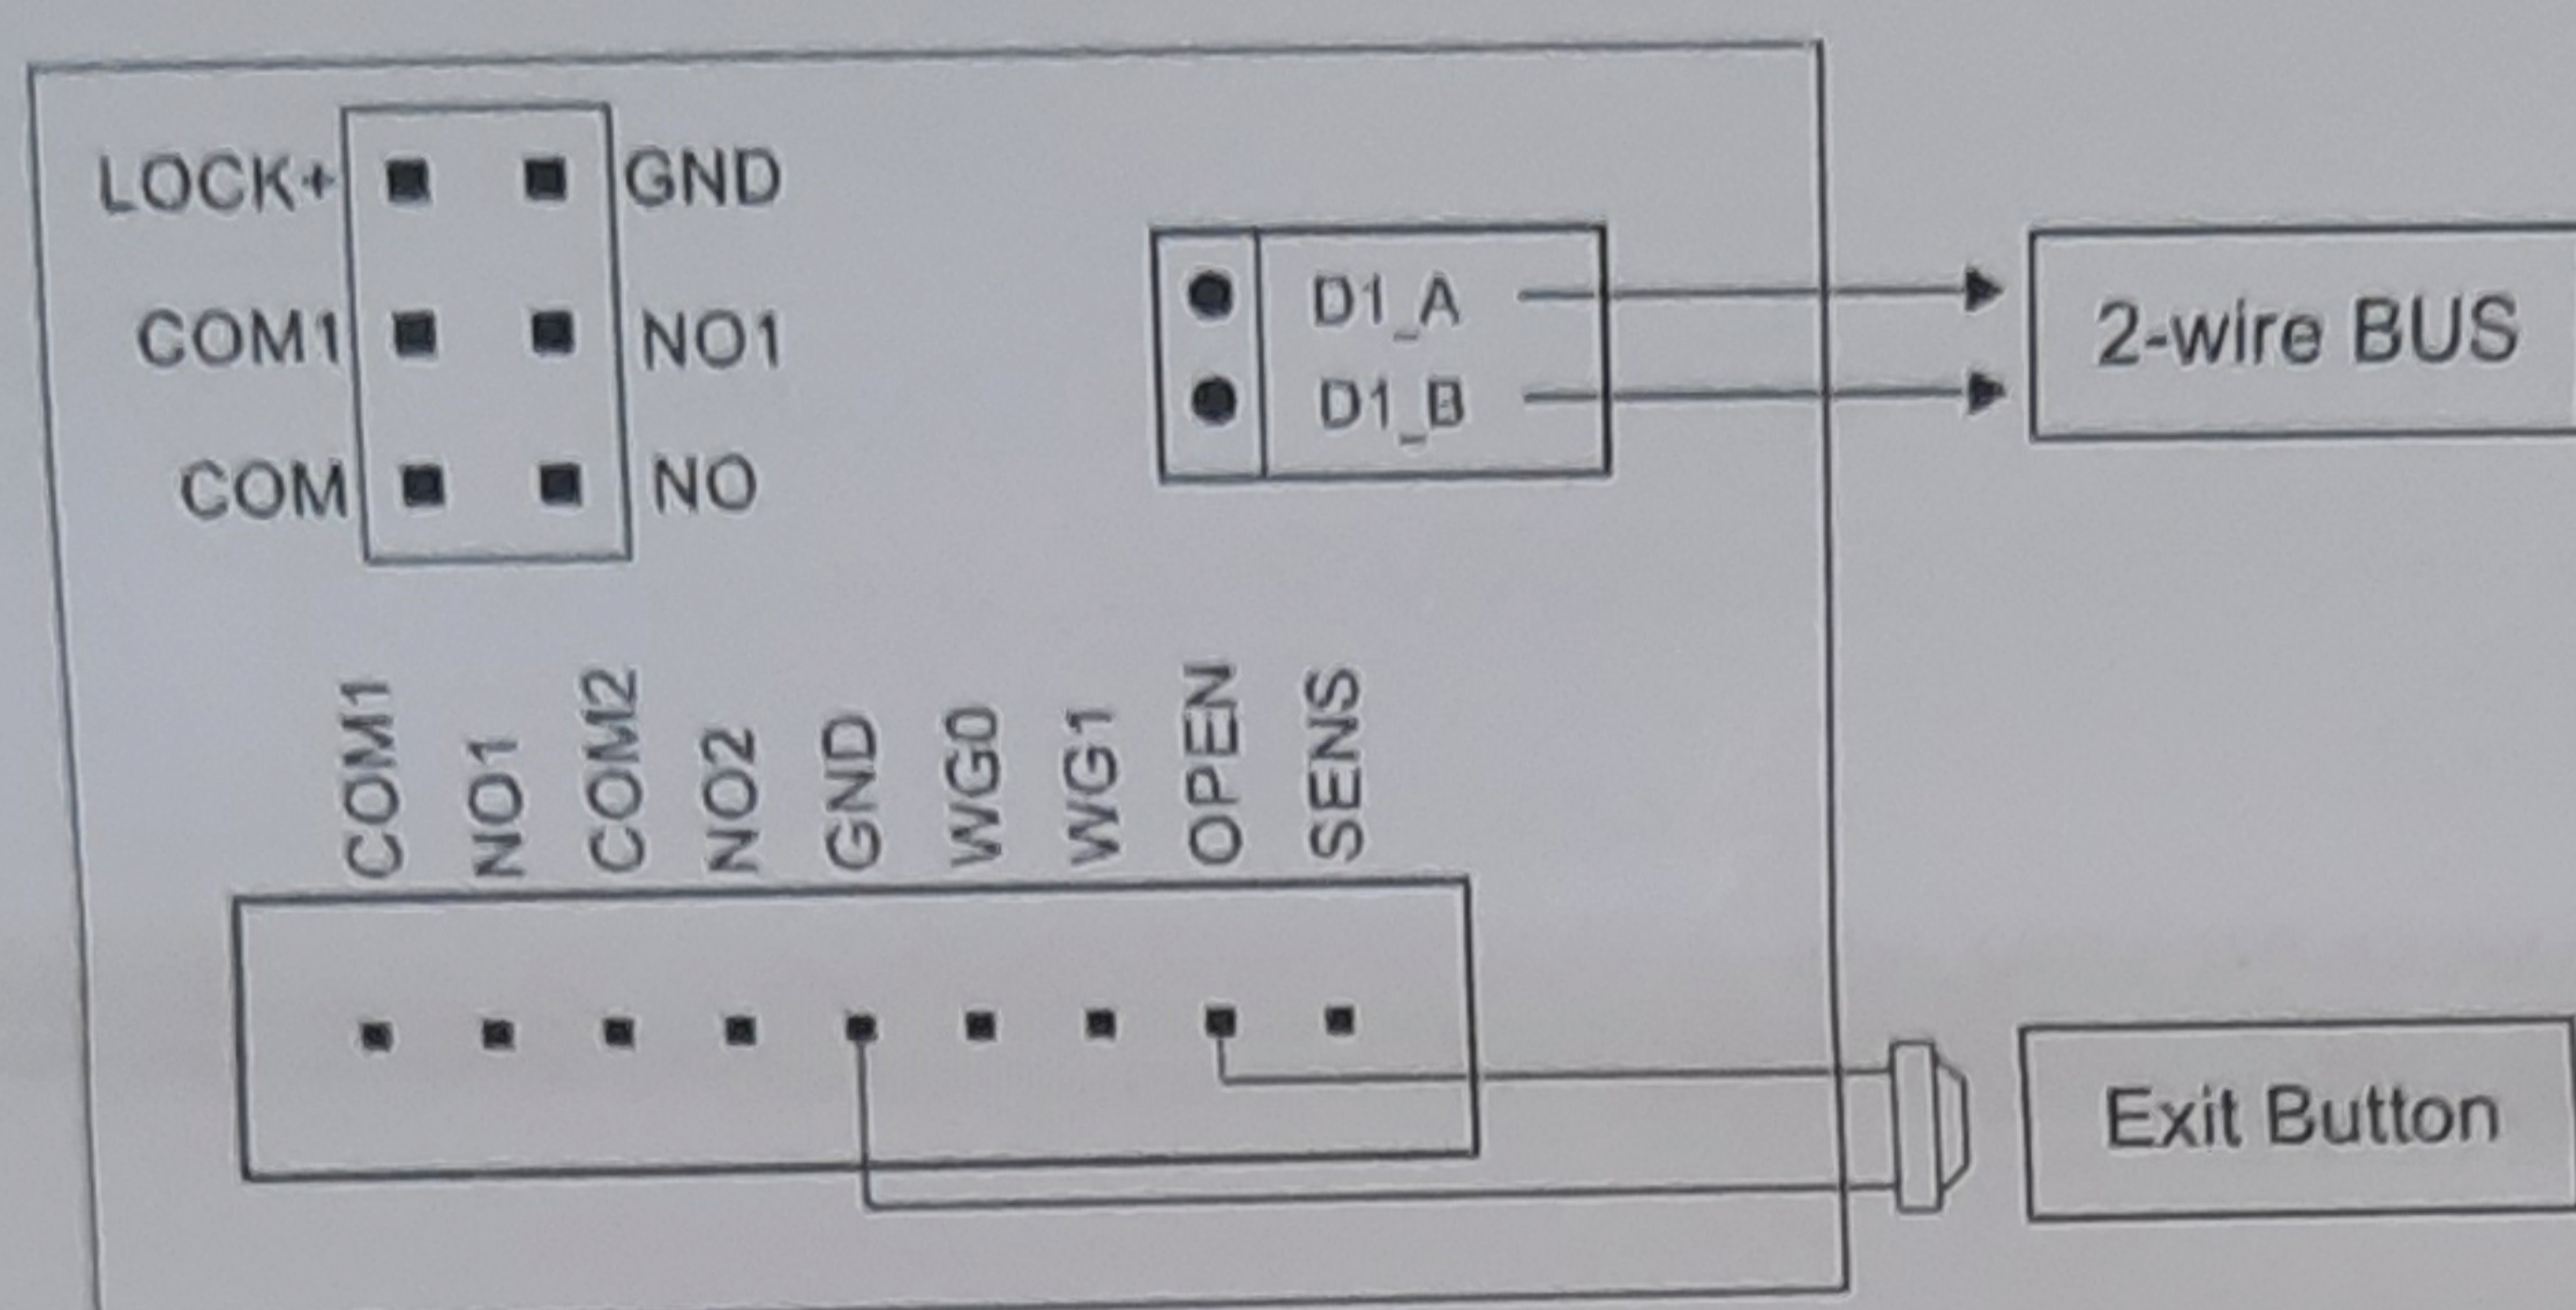 LOCK+ GND
COM1 NO1
COM NO
D1_A
D1_B
2-wire BUS
COM1
NO1
COM2
NO2
GND
WG0
WG1
OPEN
SENS
Exit Button